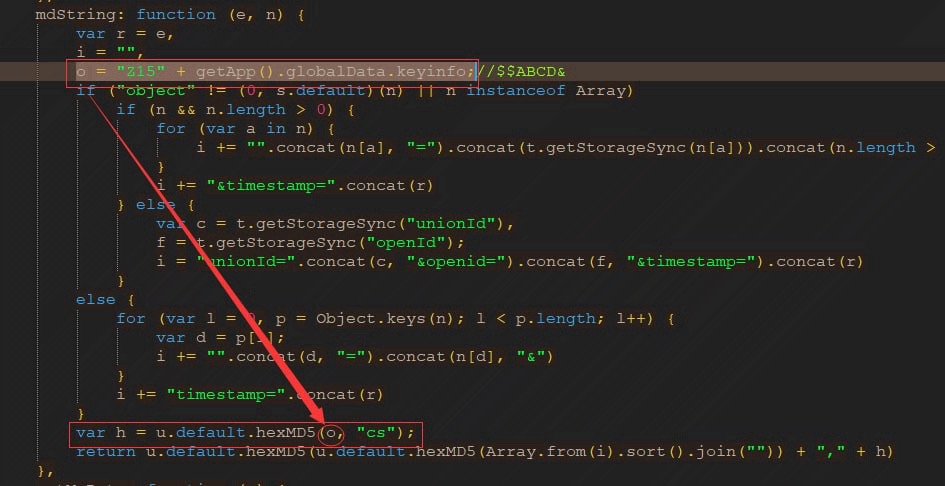 mdString: function (e, n) {
var r = e,
i = "",
o = "Z15" + getApp().globalData.keyinfo;//$$ABCD&
if ("object" != (0, s.default)(n) || n instanceof Array)
if (n && n.length > 0) {
for (var a in n) {
i += "".concat(n[a], "=").concat(t.getStorageSync(n[a])).concat(n.length >
}
i += "&timestamp=".concat(r)
} else {
var c = t.getStorageSync("unionId"),
f = t.getStorageSync("openId");
i = "unionId=".concat(c, "&openid=").concat(f, "&timestamp=").concat(r)
}
else {
for (var l = 0, p = Object.keys(n); l < p.length; l++) {
var d = p[l];
i += "".concat(d, "=").concat(n[d], "&")
}
i += "timestamp=".concat(r)
}
var h = u.default.hexMD5(o, "cs");
return u.default.hexMD5(u.default.hexMD5(Array.from(i).sort().join("")) + "," + h)
},